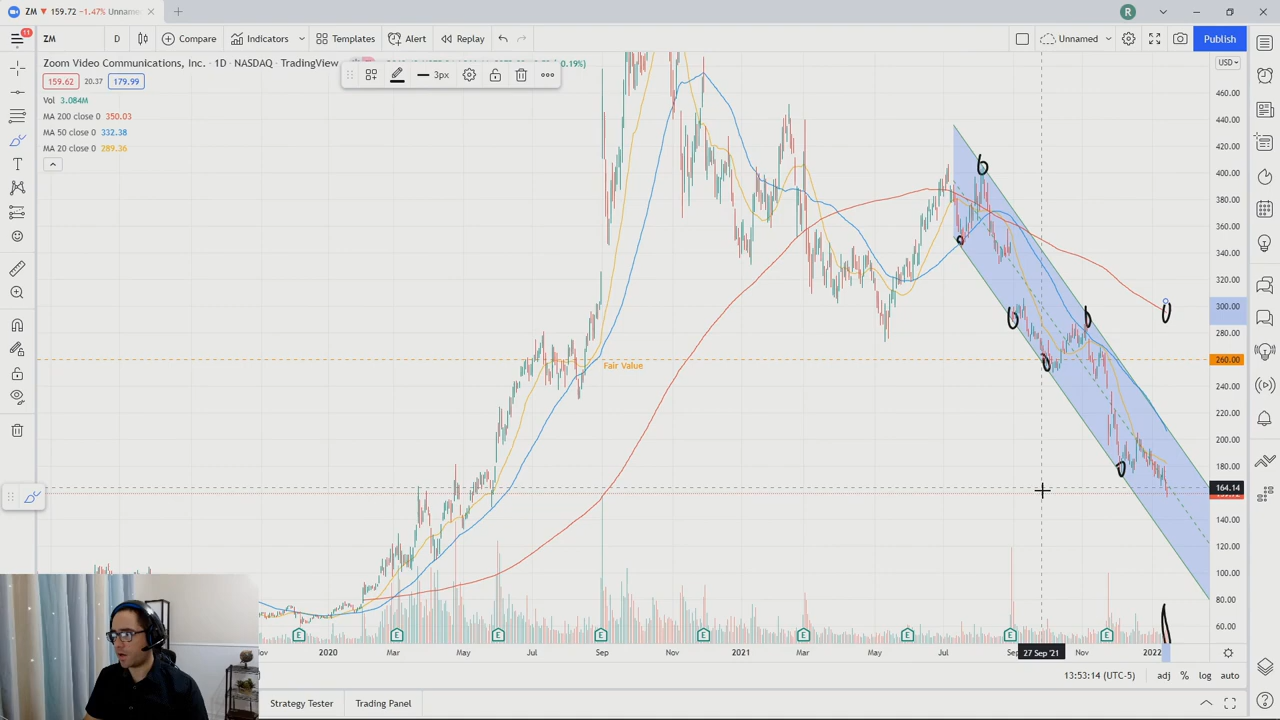 ZM ▼ 159.72 −1.47% Unname
R
11
ZM
D
Compare
Indicators
Templates
Alert
Replay
Unnamed
Publish
Zoom Video Communications, Inc. · 1D · NASDAQ · TradingView
0.19%)
3px
USD
159.62
20.37
179.99
Vol 3.084M
MA 200 close 0 350.03
MA 50 close 0 332.38
MA 20 close 0 289.36
460.00
440.00
420.00
400.00
380.00
360.00
340.00
320.00
300.00
280.00
260.00
Fair Value
240.00
220.00
200.00
180.00
164.14
140.00
120.00
100.00
80.00
60.00
E E E E E E E E E
2020 Mar May Jul Sep Nov 2021 Mar May Jul Sep 27 Sep '21 Nov 2022
13:53:14 (UTC-5) adj % log auto
Strategy Tester
Trading Panel